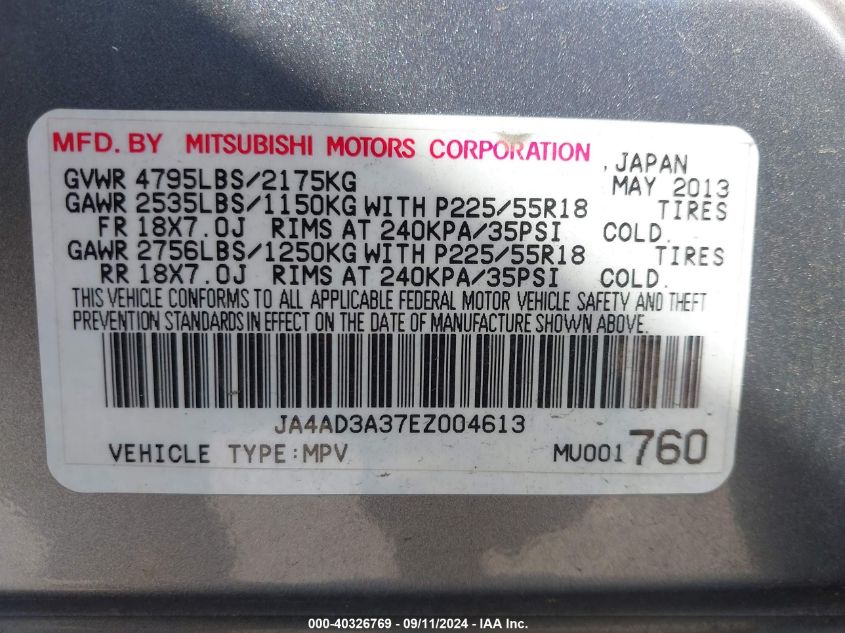 MFD. BY MITSUBISHI MOTORS CORPORATION , JAPAN
GVWR 4795LBS/2175KG MAY 2013
GAWR 2535LBS/1150KG WITH P225/55R18 TIRES
FR 18X7.0J RIMS AT 240KPA/35PSI COLD.
GAWR 2756LBS/1250KG WITH P225/55R18 TIRES
RR 18X7.0J RIMS AT 240KPA/35PSI COLD.
THIS VEHICLE CONFORMS TO ALL APPLICABLE FEDERAL MOTOR VEHICLE SAFETY AND THEFT
PREVENTION STANDARDS IN EFFECT ON THE DATE OF MANUFACTURE SHOWN ABOVE.
JA4AD3A37EZ004613
VEHICLE TYPE:MPV MU001760
000-40326769 - 09/11/2024 - IAA Inc.